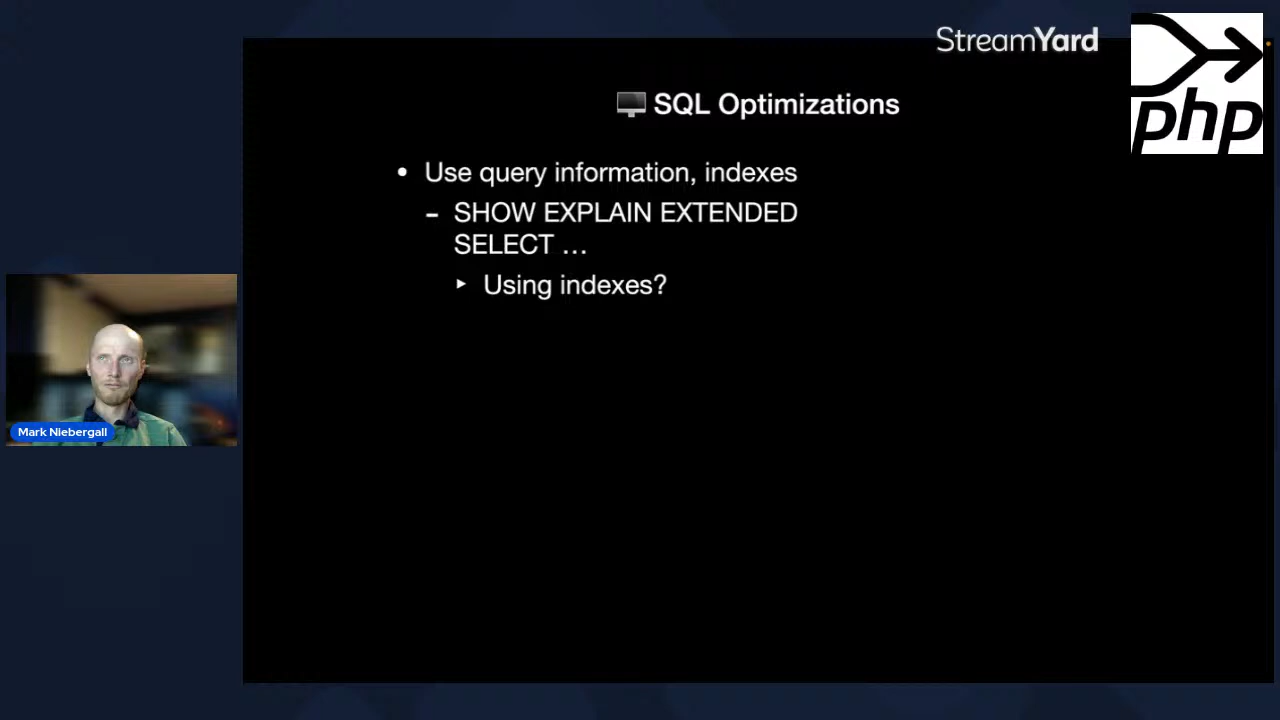 StreamYard
php
SQL Optimizations
• Use query information, indexes
– SHOW EXPLAIN EXTENDED
SELECT …
▸ Using indexes?
Mark Niebergall